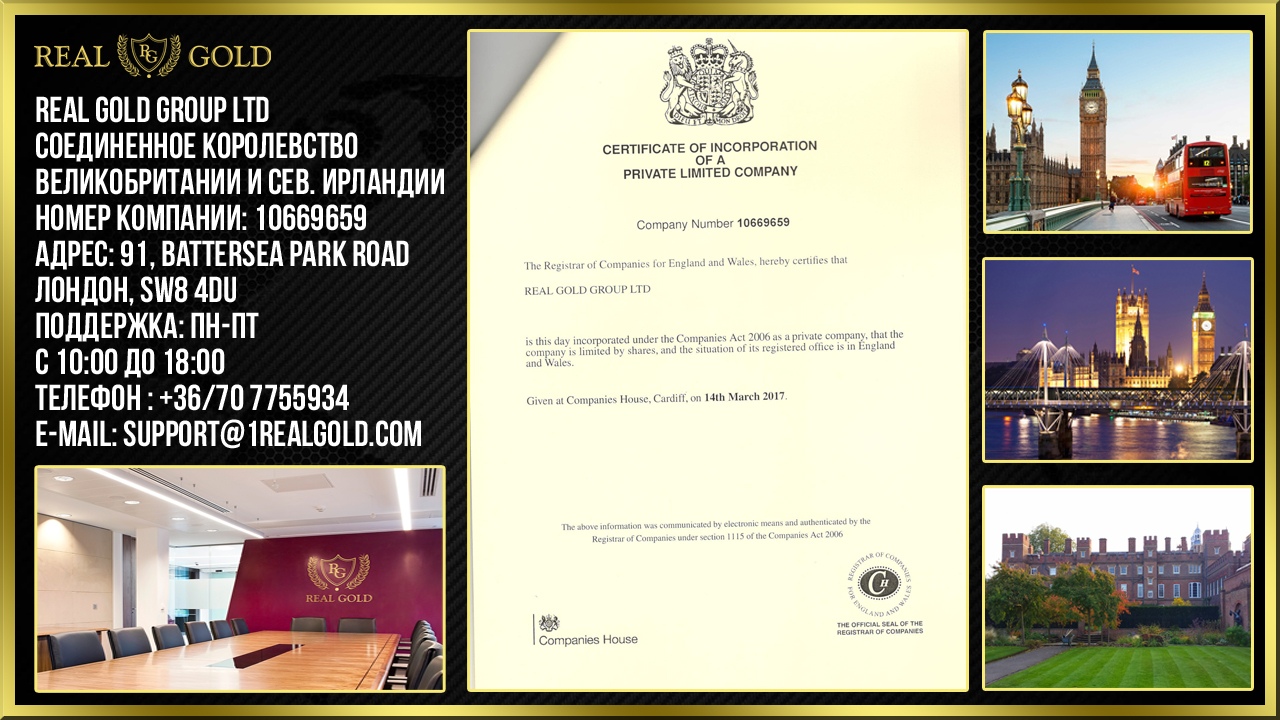 REAL RG GOLD
REAL GOLD GROUP LTD
СОЕДИНЕННОЕ КОРОЛЕВСТВО
ВЕЛИКОБРИТАНИИ И СЕВ. ИРЛАНДИИ
НОМЕР КОМПАНИИ: 10669659
АДРЕС: 91, BATTERSEA PARK ROAD
ЛОНДОН, SW8 4DU
ПОДДЕРЖКА: ПН-ПТ
С 10:00 ДО 18:00
ТЕЛЕФОН : +36/70 7755934
E-MAIL: SUPPORT@1REALGOLD.COM
RG
REAL GOLD
CERTIFICATE OF INCORPORATION
OF A
PRIVATE LIMITED COMPANY
Company Number 10669659
The Registrar of Companies for England and Wales, hereby certifies that
REAL GOLD GROUP LTD
is this day incorporated under the Companies Act 2006 as a private company, that the
company is limited by shares, and the situation of its registered office is in England
and Wales.
Given at Companies House, Cardiff, on 14th March 2017.
The above information was communicated by electronic means and authenticated by the
Registrar of Companies under section 1115 of the Companies Act 2006
Companies House
REGISTRAR OF COMPANIES
FOR ENGLAND AND WALES
CH
THE OFFICIAL SEAL OF THE
REGISTRAR OF COMPANIES
12